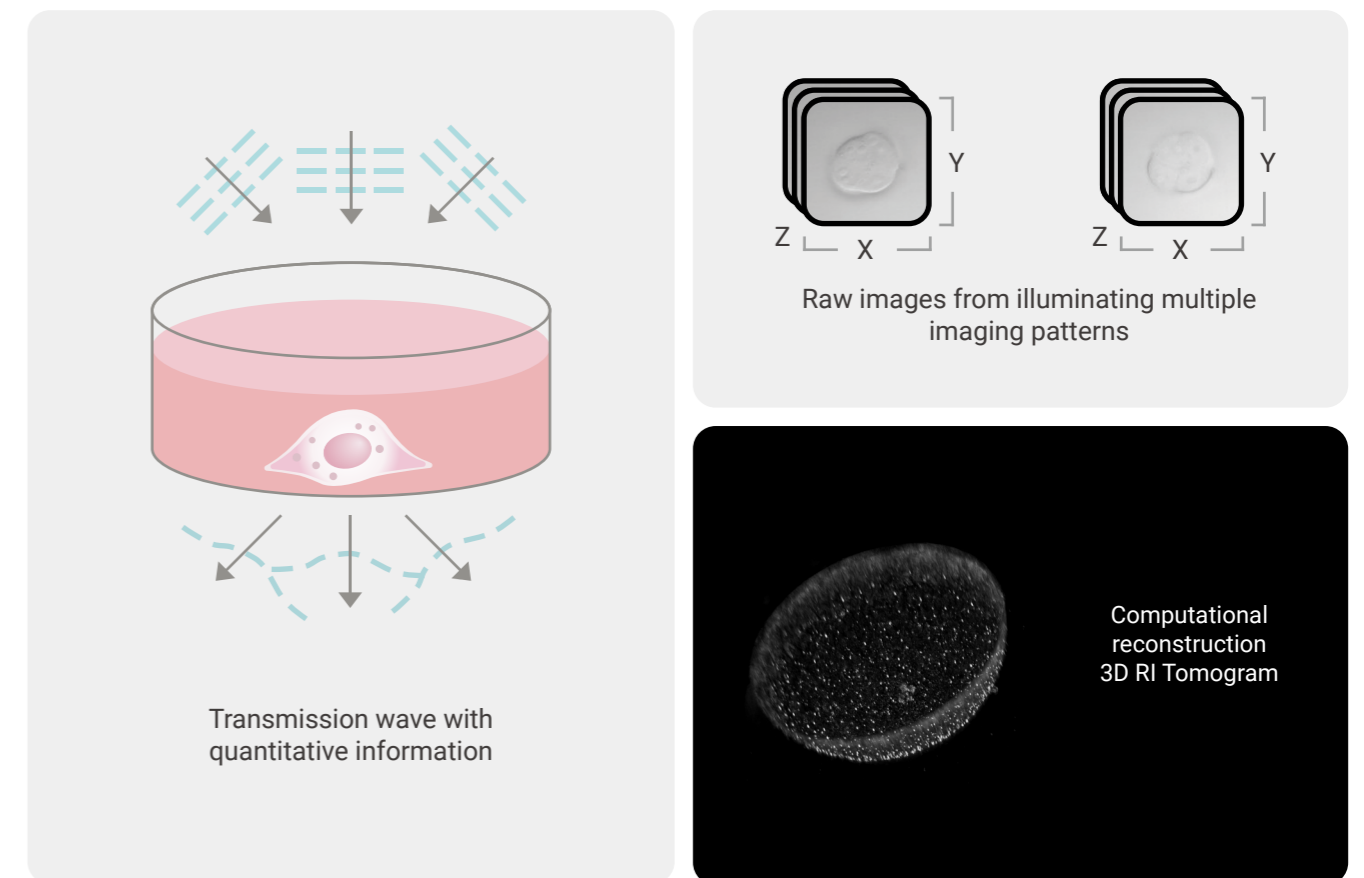 Transmission wave with
quantitative information
Y
Z
X
Y
Z
X
Raw images from illuminating multiple
imaging patterns
Computational
reconstruction
3D RI Tomogram